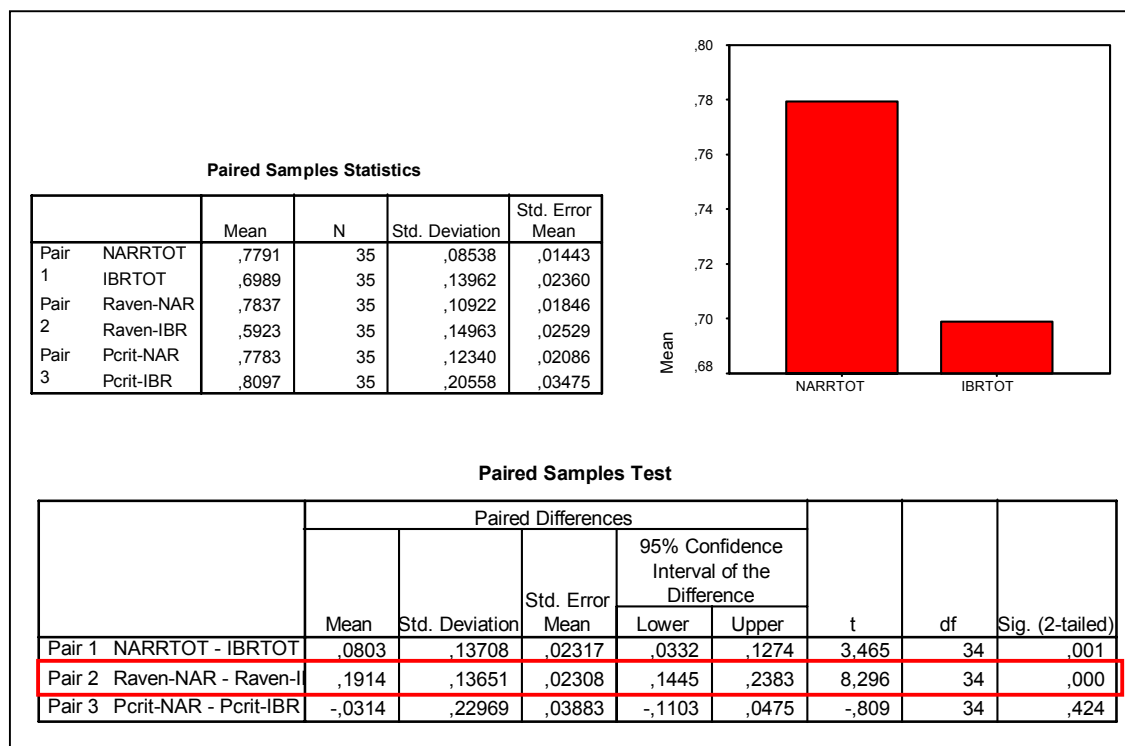 ,80
,78
,76
,74
,72
,70
,68
Mean
NARRTOT IBRTOT
Paired Samples Statistics
Mean N Std. Deviation Std. Error Mean
Pair 1 NARRTOT ,7791 35 ,08538 ,01443
IBRTOT ,6989 35 ,13962 ,02360
Pair 2 Raven-NAR ,7837 35 ,10922 ,01846
Raven-IBR ,5923 35 ,14963 ,02529
Pair 3 Pcrit-NAR ,7783 35 ,12340 ,02086
Pcrit-IBR ,8097 35 ,20558 ,03475
Paired Samples Test
Paired Differences
95% Confidence
Interval of the
Difference
Mean Std. Deviation Std. Error Mean Lower Upper t df Sig. (2-tailed)
Pair 1 NARRTOT - IBRTOT ,0803 ,13708 ,02317 ,0332 ,1274 3,465 34 ,001
Pair 2 Raven-NAR - Raven-I ,1914 ,13651 ,02308 ,1445 ,2383 8,296 34 ,000
Pair 3 Pcrit-NAR - Pcrit-IBR -,0314 ,22969 ,03883 -,1103 ,0475 -,809 34 ,424